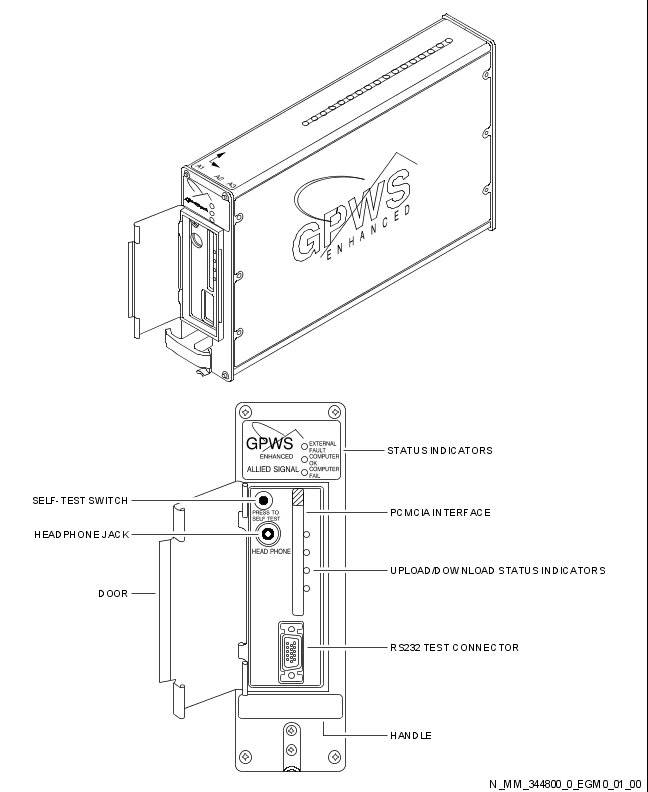 A1
A2 A3
GPWS
ENHANCED
GPWS
ENHANCED
ALLIED SIGNAL
EXTERNAL
FAULT
COMPUTER
OK
COMPUTER
FAIL
STATUS INDICATORS
SELF-TEST SWITCH
PRESS TO
SELF TEST
PCMCIA INTERFACE
HEADPHONE JACK
HEAD PHONE
UPLOAD/DOWNLOAD STATUS INDICATORS
DOOR
RS232 TEST CONNECTOR
HANDLE
N_MM_344800_0_EGM0_01_00